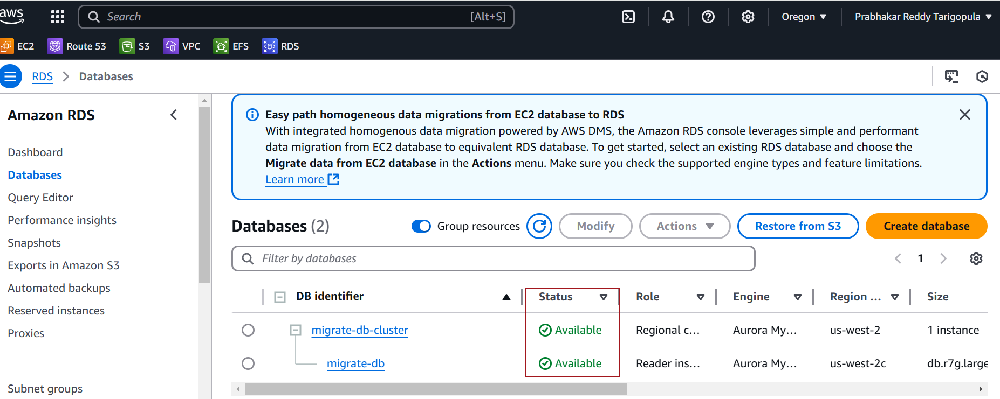 aws
Search [Alt+S] Oregon Prabhakar Reddy Tarigopula
EC2 Route 53 S3 VPC EFS RDS
RDS Databases
Amazon RDS
Dashboard
Databases
Query Editor
Performance insights
Snapshots
Exports in Amazon S3
Automated backups
Reserved instances
Proxies
Subnet groups
Easy path homogeneous data migrations from EC2 database to RDS
With integrated homogenous data migration powered by AWS DMS, the Amazon RDS console leverages simple and performant
data migration from EC2 database to equivalent RDS database. To get started, select an existing RDS database and choose the
Migrate data from EC2 database in the Actions menu. Make sure you check the supported engine types and feature limitations.
Learn more
Databases (2) Group resources Modify Actions Restore from S3 Create database
Filter by databases 1
DB identifier Status Role Engine Region ... Size
migrate-db-cluster Available Regional c... Aurora My... us-west-2 1 instance
migrate-db Available Reader ins... Aurora My... us-west-2c db.r7g.large